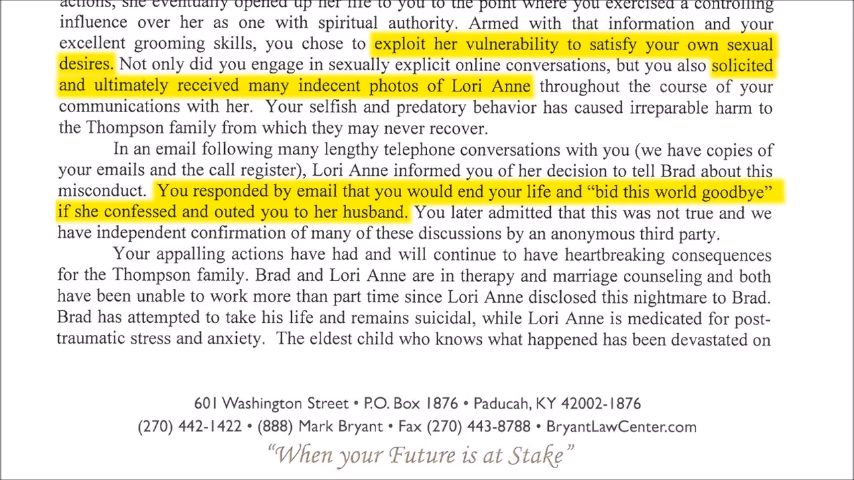 actions, she eventually opened up her life to you to the point where you exercised a controlling
influence over her as one with spiritual authority. Armed with that information and your
excellent grooming skills, you chose to exploit her vulnerability to satisfy your own sexual
desires. Not only did you engage in sexually explicit online conversations, but you also solicited
and ultimately received many indecent photos of Lori Anne throughout the course of your
communications with her. Your selfish and predatory behavior has caused irreparable harm to
the Thompson family from which they may never recover.
In an email following many lengthy telephone conversations with you (we have copies of
your emails and the call register), Lori Anne informed you of her decision to tell Brad about this
misconduct. You responded by email that you would end your life and “bid this world goodbye”
if she confessed and outed you to her husband. You later admitted that this was not true and we
have independent confirmation of many of these discussions by an anonymous third party.
Your appalling actions have had and will continue to have heartbreaking consequences
for the Thompson family. Brad and Lori Anne are in therapy and marriage counseling and both
have been unable to work more than part time since Lori Anne disclosed this nightmare to Brad.
Brad has attempted to take his life and remains suicidal, while Lori Anne is medicated for post-
traumatic stress and anxiety. The eldest child who knows what happened has been devastated on
601 Washington Street • P.O. Box 1876 • Paducah, KY 42002-1876
(270) 442-1422 • (888) Mark Bryant • Fax (270) 443-8788 • BryantLawCenter.com
“When your Future is at Stake”